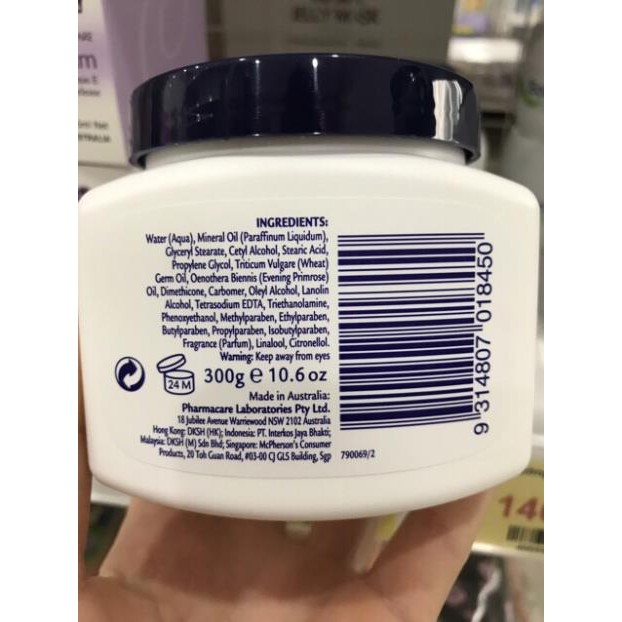 JELLY
INGREDIENTS:
Water (Aqua), Mineral Oil (Paraffinum Liquidum),
Glyceryl Stearate, Cetyl Alcohol, Stearic Acid,
Propylene Glycol, Triticum Vulgare (Wheat)
Germ Oil, Oenothera Biennis (Evening Primrose)
Oil, Dimethicone, Carbomer, Oleyl Alcohol, Lanolin
Alcohol, Tetrasodium EDTA, Triethanolamine,
Phenoxyethanol, Methylparaben, Ethylparaben,
Butylparaben, Propylparaben, Isobutylparaben,
Fragrance (Parfum), Linalool, Citronellol.
Warning: Keep away from eyes
24 M
300g e 10.6 oz
Made in Australia:
Pharmacare Laboratories Pty Ltd.
18 Jubilee Avenue Warriewood NSW 2102 Australia
Hong Kong: DKSH (HK); Indonesia: PT. Interkos Jaya Bhakti;
Malaysia: DKSH (M) Sdn Bhd; Singapore: McPherson's Consumer
Products, 20 Toh Guan Road, #03-00 CJ GLS Building, Sgp
790069/2
9 314807 018450